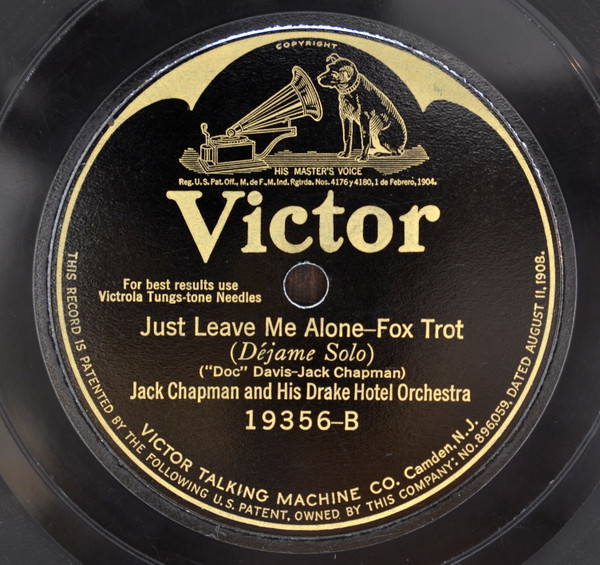 COPYRIGHT
HIS MASTER'S VOICE
Reg. U.S. Pat. Off., M. de F., M. Ind. Rgtrda. Nos. 4176 y 4180, 1 de Febrero, 1904.
Victor
For best results use
Victrola Tungs-tone Needles
Just Leave Me Alone–Fox Trot
(Déjame Solo)
("Doc" Davis–Jack Chapman)
Jack Chapman and His Drake Hotel Orchestra
19356–B
VICTOR TALKING MACHINE CO. Camden, N.J.
THIS RECORD IS PATENTED BY THE FOLLOWING U.S. PATENT, OWNED BY THIS COMPANY: NO. 896,059, DATED AUGUST 11, 1908.